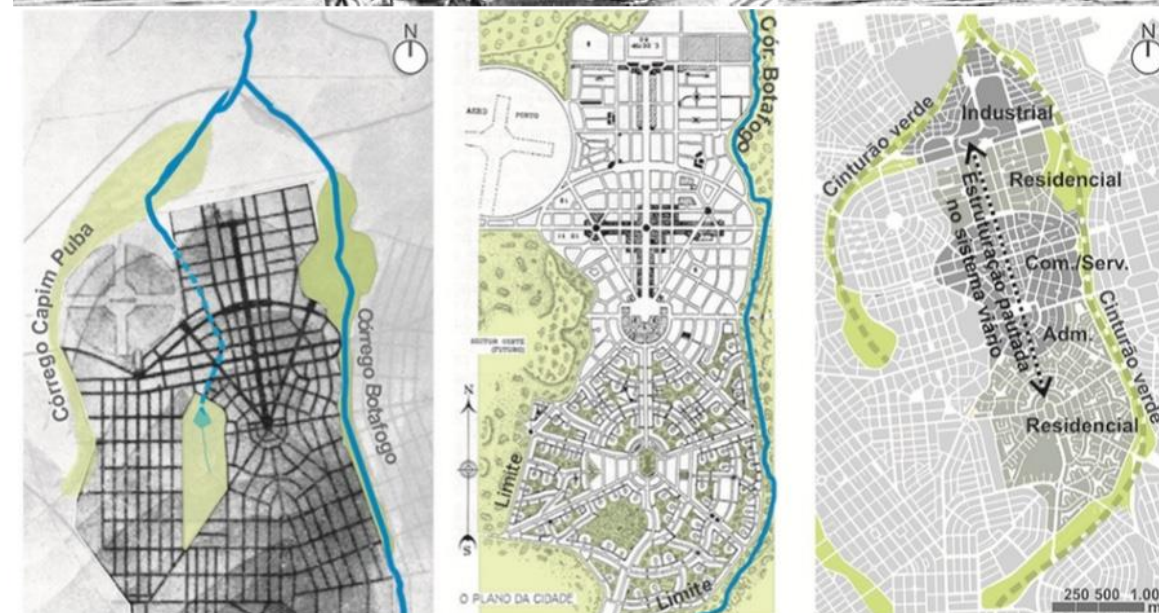 N
Córrego Capim Puba
Córrego Botafogo
Cór. Botafogo
AERO PORTO
SECTOR OESTE
(FUTURO)
N
S
Limite
Limite
O PLANO DA CIDADE
N
Cinturão verde
Industrial
Residencial
Estruturação pautada
no sistema viário
Com./Serv.
Adm.
Cinturão verde
Residencial
250 500 1.00
m